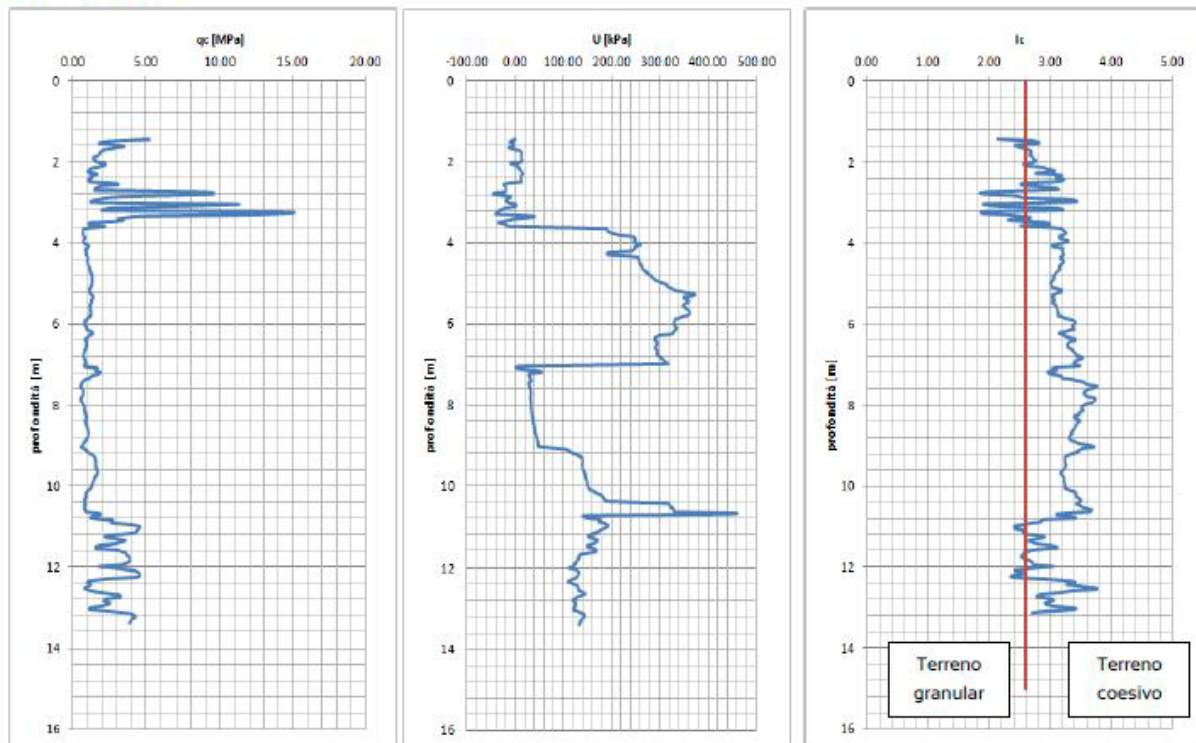 qc [MPa]
0.00 5.00 10.00 15.00 20.00
0
2
4
6
8
10
12
14
16
profondità [m]
U [kPa]
-100.00 0.00 100.00 200.00 300.00 400.00 500.00
0
2
4
6
8
10
12
14
16
profondità [m]
Ic
0.00 1.00 2.00 3.00 4.00 5.00
0
2
4
6
8
10
12
14
16
profondità [m]
Terreno
granular
Terreno
coesivo